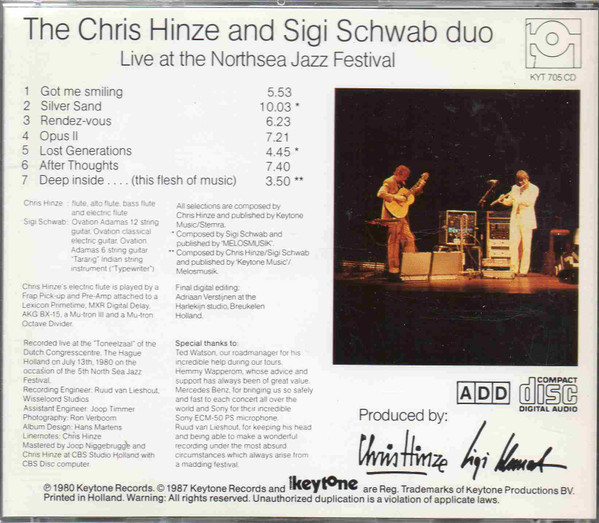 The Chris Hinze and Sigi Schwab duo
Live at the Northsea Jazz Festival
KYT 705 CD
1 Got me smiling 5.53
2 Silver Sand 10.03 *
3 Rendez-vous 6.23
4 Opus II 7.21
5 Lost Generations 4.45 *
6 After Thoughts 7.40
7 Deep inside .... (this flesh of music) 3.50 **
Chris Hinze : flute, alto flute, bass flute
and electric flute
Sigi Schwab: Ovation Adamas 12 string
guitar, Ovation classical
electric guitar, Ovation
Adamas 6 string guitar
"Tarang" Indian string
instrument ("Typewriter")
Chris Hinze's electric flute is played by a
Frap Pick-up and Pre-Amp attached to a
Lexicon Primetime, MXR Digital Delay,
AKG BX-15, a Mu-tron III and a Mu-tron
Octave Divider.
Recorded live at the "Toneelzaal" of the
Dutch Congresscentre, The Hague
Holland on July 13th, 1980 on the
occasion of the 5th North Sea Jazz
Festival.
Recording Engineer: Ruud van Lieshout,
Wisseloord Studios
Assistant Engineer: Joop Timmer
Photography: Ron Verboom
Album Design: Hans Martens
Linernotes: Chris Hinze
Mastered by Joop Niggebrugge and
Chris Hinze at CBS Studio Holland with
CBS Disc computer.
All selections are composed by
Chris Hinze and published by Keytone
Music/Stemra.
* Composed by Sigi Schwab and
published by 'MELOSMUSIK'.
** Composed by Chris Hinze/Sigi Schwab
and published by 'Keytone Music'/
Melosmusik.
Final digital editing:
Adriaan Verstijnen at the
Harlekijn studio, Breukelen
Holland.
Special thanks to:
Ted Watson, our roadmanager for his
incredible help during our tours.
Hemmy Wapperom, whose advice and
support has always been of great value.
Mercedes Benz, for bringing us so safely
and fast to each concert all over the
world and Sony for their incredible
Sony ECM-50 PS microphone.
Ruud van Lieshout, for keeping his head
and being able to make a wonderful
recording under the most absurd
circumstances which always arise from
a madding festival.
ADD
COMPACT
disc
DIGITAL AUDIO
Produced by:
Chris Hinze Sigi Schwab
℗ 1980 Keytone Records. © 1987 Keytone Records and keytone are Reg. Trademarks of Keytone Productions BV.
Printed in Holland. Warning: All rights reserved. Unauthorized duplication is a violation of applicate laws.